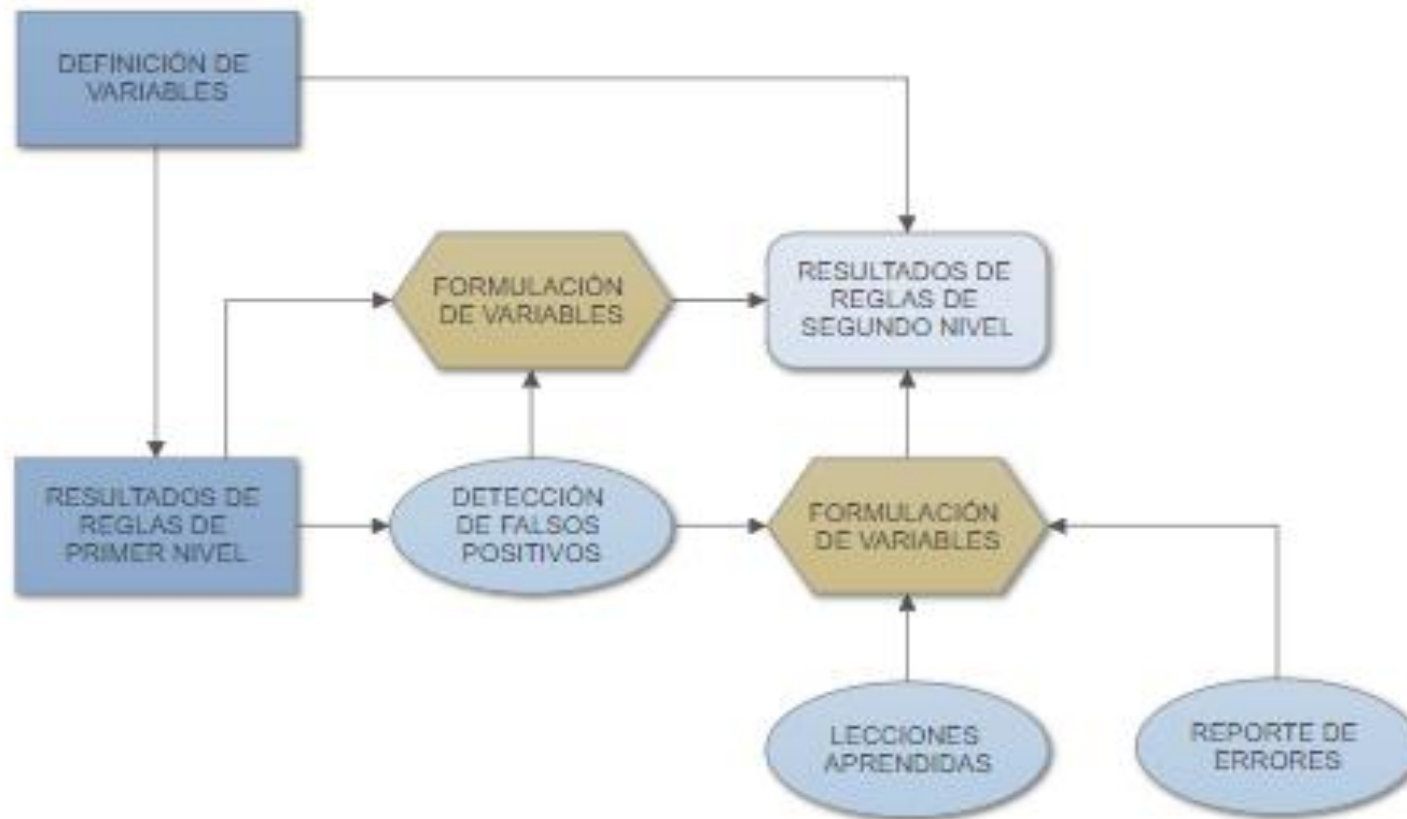 DEFINICIÓN DE
VARIABLES
FORMULACIÓN
DE VARIABLES
RESULTADOS DE
REGLAS DE
SEGUNDO NIVEL
RESULTADOS DE
REGLAS DE
PRIMER NIVEL
DETECCIÓN
DE FALSOS
POSITIVOS
FORMULACIÓN
DE VARIABLES
LECCIONES
APRENDIDAS
REPORTE DE
ERRORES